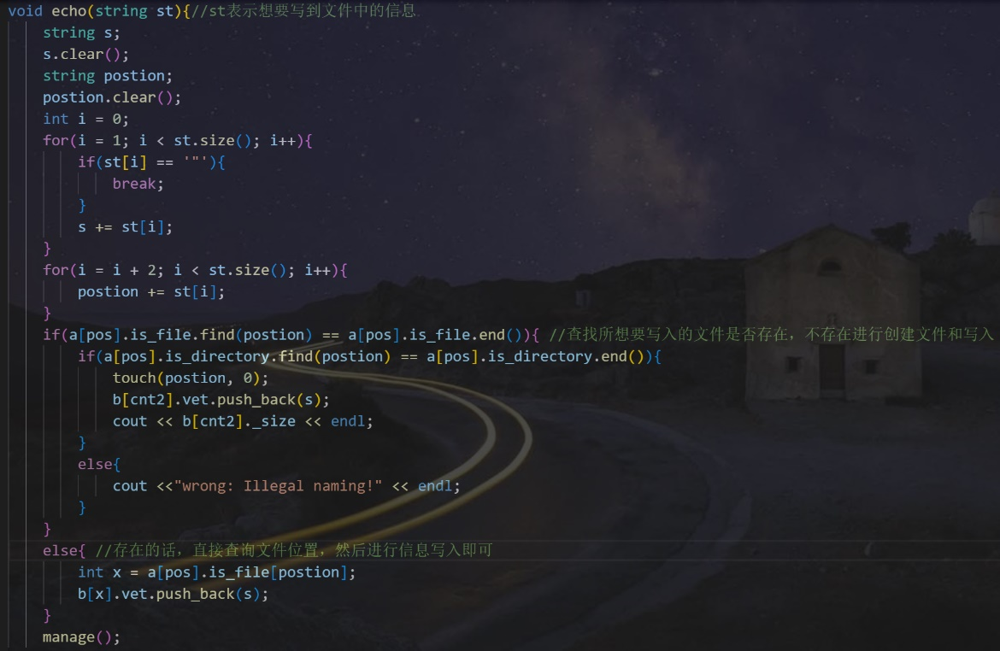 void echo(string st){//st表示想要写到文件中的信息
    string s;
    s.clear();
    string postion;
    postion.clear();
    int i = 0;
    for(i = 1; i < st.size(); i++){
        if(st[i] == '"'){
            break;
        }
        s += st[i];
    }
    for(i = i + 2; i < st.size(); i++){
        postion += st[i];
    }
    if(a[pos].is_file.find(postion) == a[pos].is_file.end()){ //查找所想要写入的文件是否存在，不存在进行创建文件和写入
        if(a[pos].is_directory.find(postion) == a[pos].is_directory.end()){
            touch(postion, 0);
            b[cnt2].vet.push_back(s);
            cout << b[cnt2]._size << endl;
        }
        else{
            cout <<"wrong: Illegal naming!" << endl;
        }
    }
    else{ //存在的话，直接查询文件位置，然后进行信息写入即可
        int x = a[pos].is_file[postion];
        b[x].vet.push_back(s);
    }
    manage();